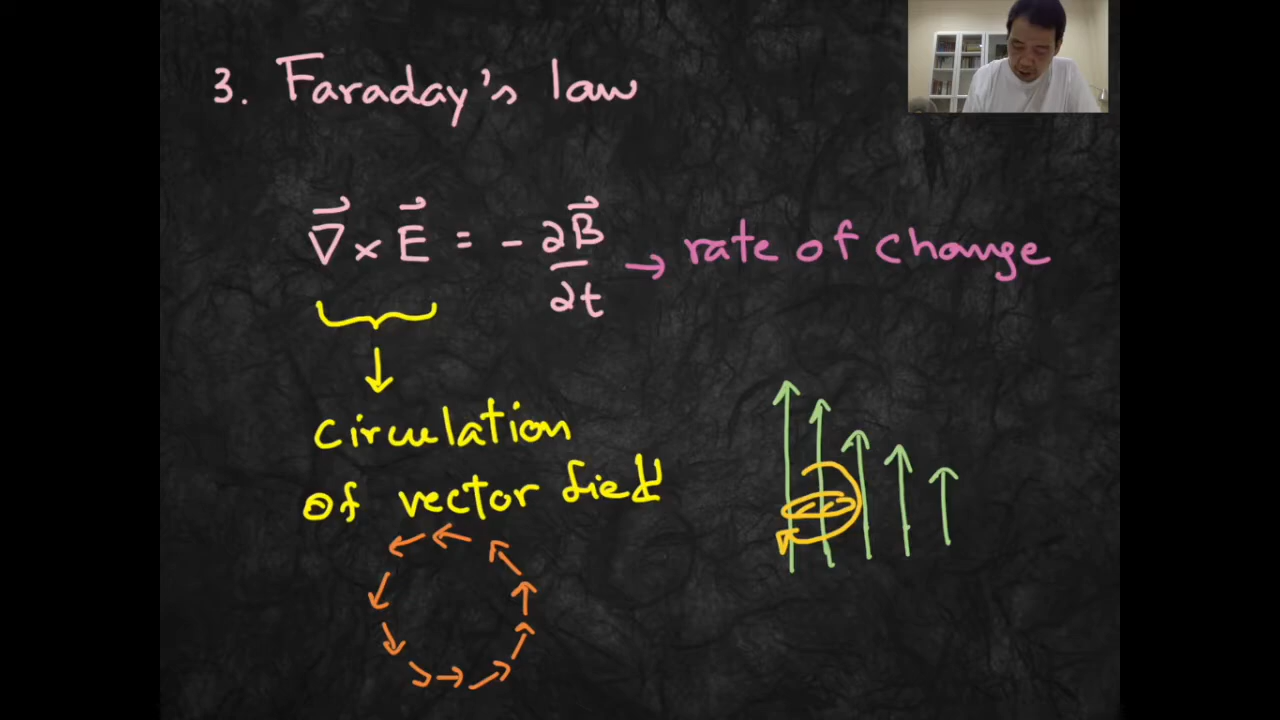 3. Faraday's law
∇⃗ × E⃗ = - ∂B⃗/∂t → rate of change
circulation
of vector field